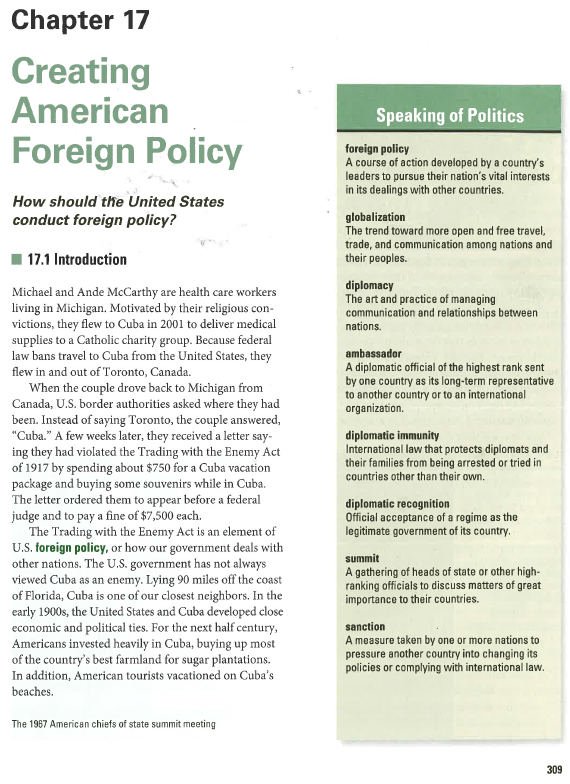 Chapter 17
Creating
American
Foreign Policy
How should the United States
conduct foreign policy?
17.1 Introduction
Michael and Ande McCarthy are health care workers
living in Michigan. Motivated by their religious con-
victions, they flew to Cuba in 2001 to deliver medical
supplies to a Catholic charity group. Because federal
law bans travel to Cuba from the United States, they
flew in and out of Toronto, Canada.
When the couple drove back to Michigan from
Canada, U.S. border authorities asked where they had
been. Instead of saying Toronto, the couple answered,
“Cuba.” A few weeks later, they received a letter say-
ing they had violated the Trading with the Enemy Act
of 1917 by spending about $750 for a Cuba vacation
package and buying some souvenirs while in Cuba.
The letter ordered them to appear before a federal
judge and to pay a fine of $7,500 each.
The Trading with the Enemy Act is an element of
U.S. foreign policy, or how our government deals with
other nations. The U.S. government has not always
viewed Cuba as an enemy. Lying 90 miles off the coast
of Florida, Cuba is one of our closest neighbors. In the
early 1900s, the United States and Cuba developed close
economic and political ties. For the next half century,
Americans invested heavily in Cuba, buying up most
of the country's best farmland for sugar plantations.
In addition, American tourists vacationed on Cuba's
beaches.
The 1967 American chiefs of state summit meeting
Speaking of Politics
foreign policy
A course of action developed by a country's
leaders to pursue their nation's vital interests
in its dealings with other countries.
globalization
The trend toward more open and free travel,
trade, and communication among nations and
their peoples.
diplomacy
The art and practice of managing
communication and relationships between
nations.
ambassador
A diplomatic official of the highest rank sent
by one country as its long-term representative
to another country or to an international
organization.
diplomatic immunity
International law that protects diplomats and
their families from being arrested or tried in
countries other than their own.
diplomatic recognition
Official acceptance of a regime as the
legitimate government of its country.
summit
A gathering of heads of state or other high-
ranking officials to discuss matters of great
importance to their countries.
sanction
A measure taken by one or more nations to
pressure another country into changing its
policies or complying with international law.
309